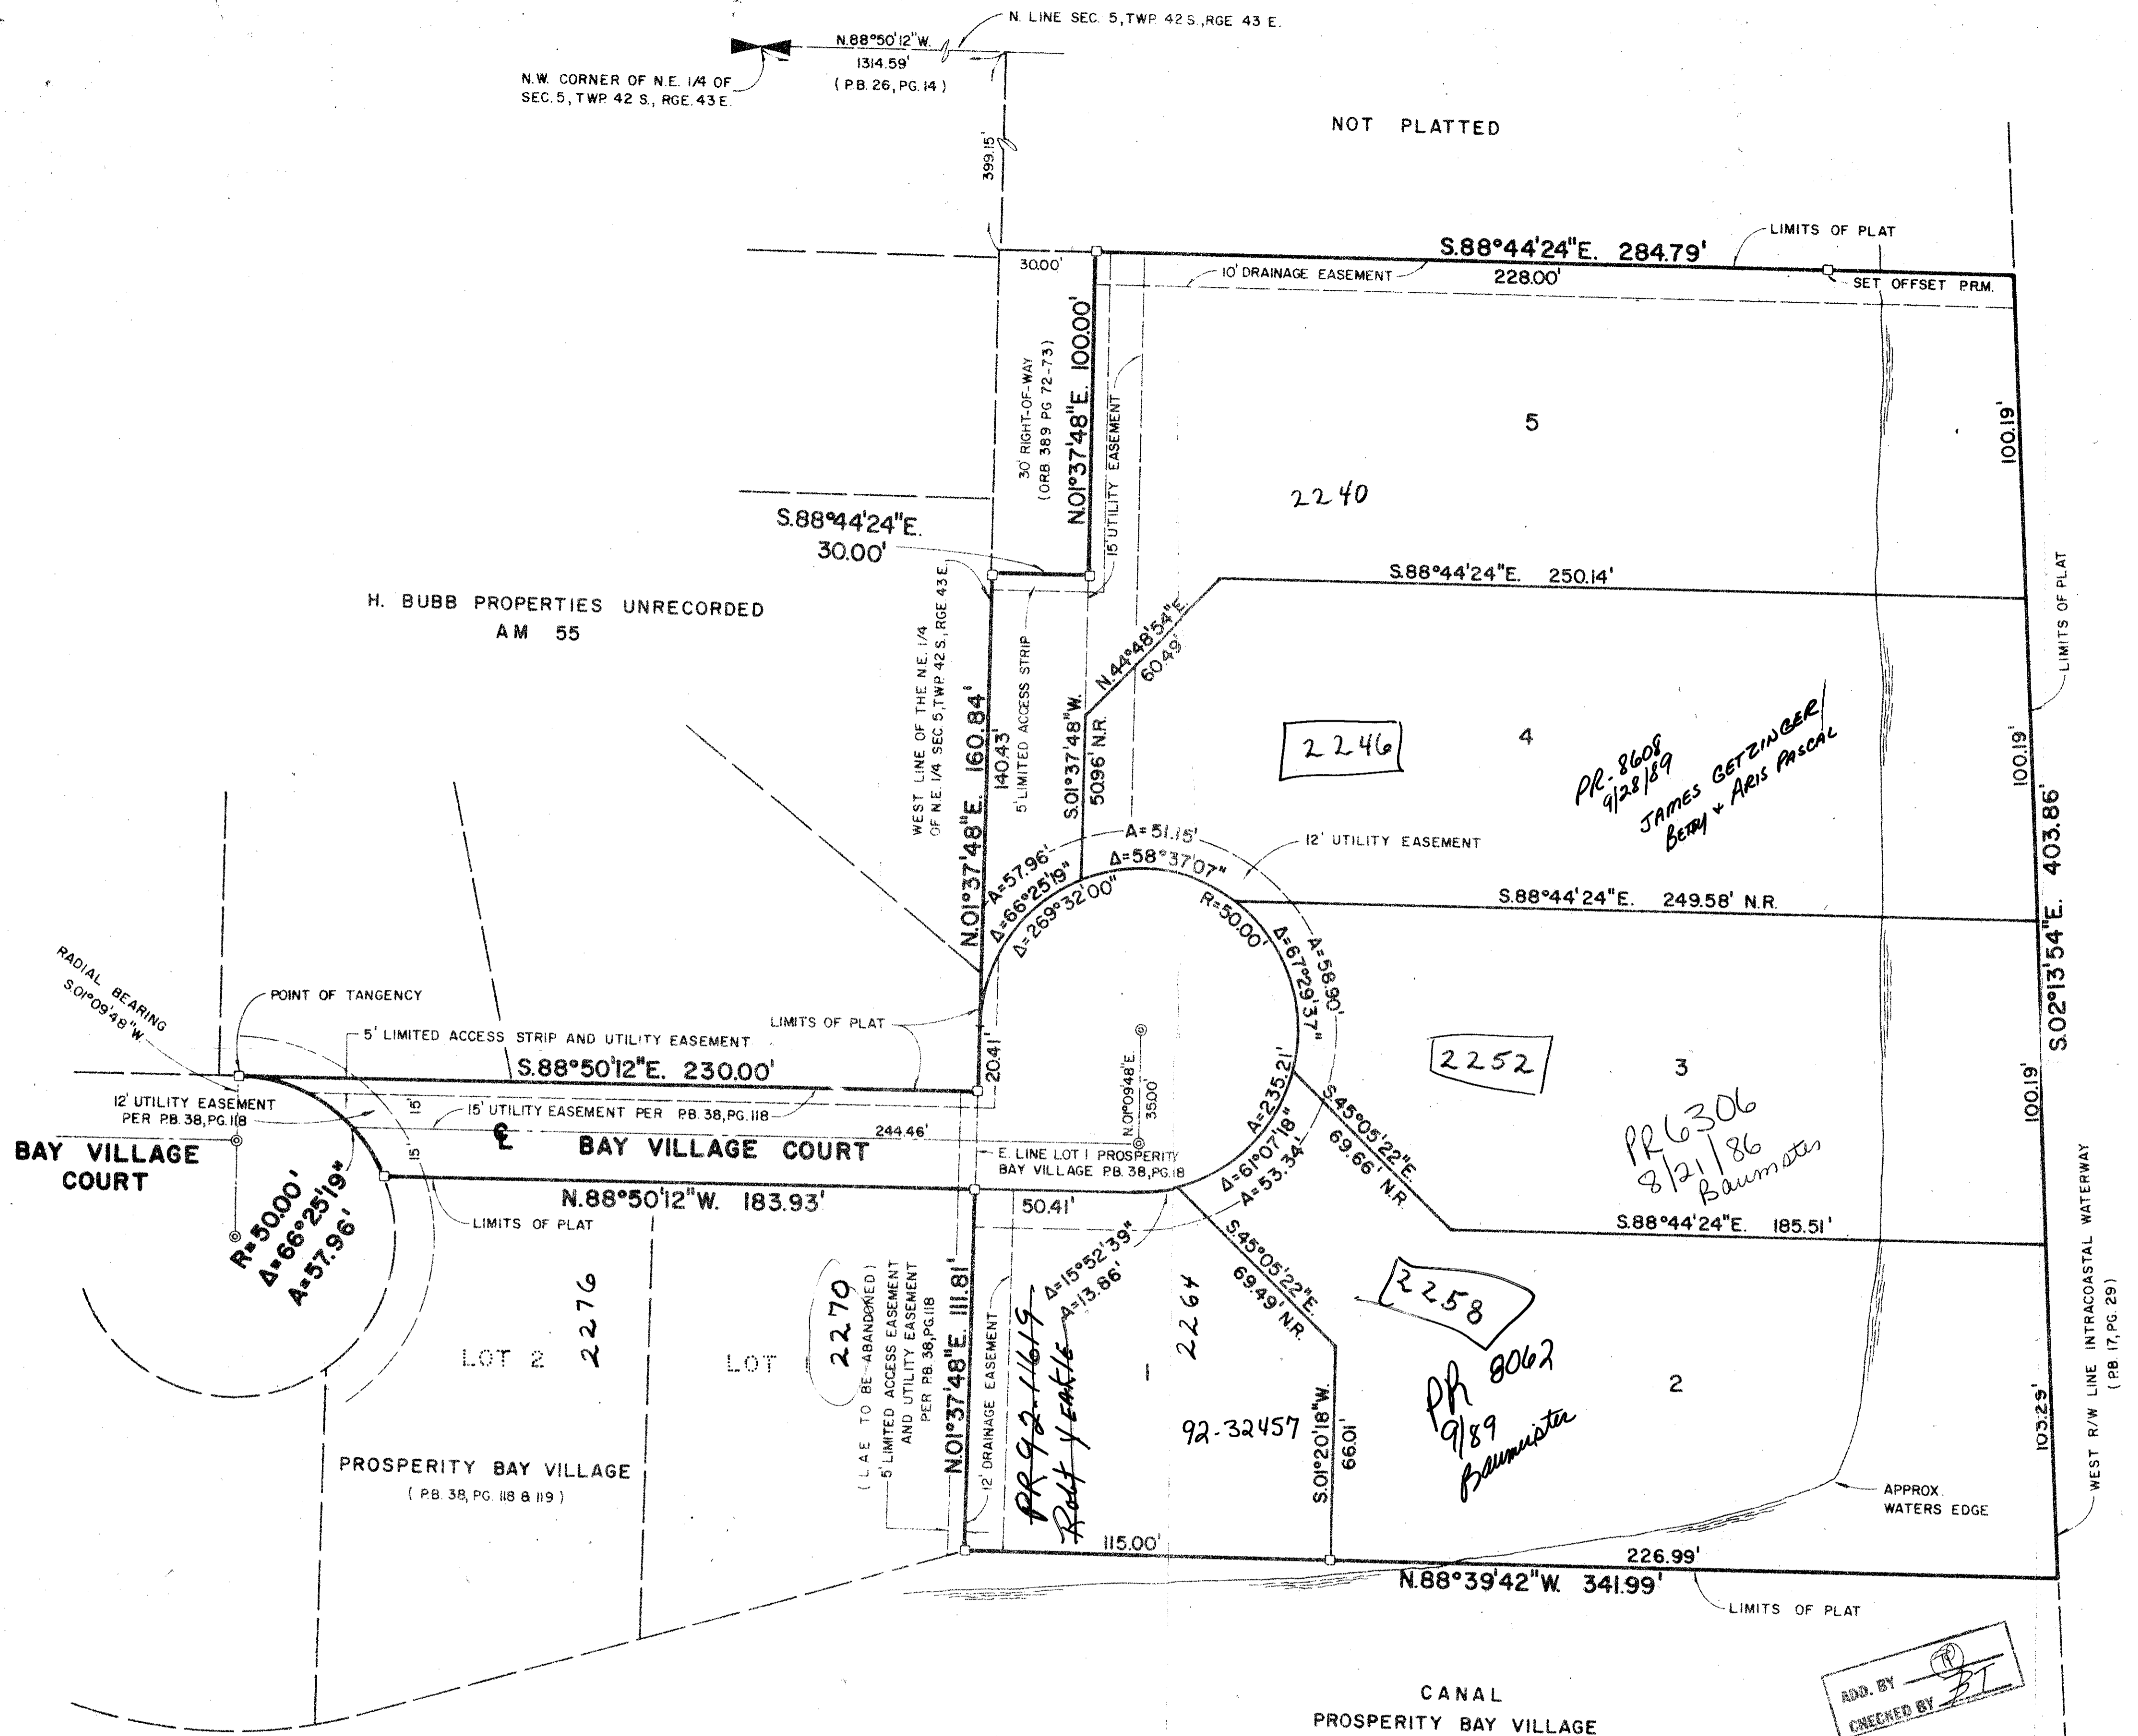 N. LINE SEC. 5, TWP. 42 S., RGE 43 E.
N.88°50'12"W.
1314.59'
( P.B. 26, PG. 14 )
N.W. CORNER OF N.E. 1/4 OF
SEC. 5, TWP. 42 S., RGE. 43 E.
399.15'
NOT PLATTED
S.88°44'24"E. 284.79'
LIMITS OF PLAT
30.00'
10' DRAINAGE EASEMENT
228.00'
SET OFFSET P.R.M.
30' RIGHT-OF-WAY
(ORB 389 PG 72-73)
N.01°37'48"E. 100.00'
15' UTILITY EASEMENT
5
2240
100.19'
S.88°44'24"E.
30.00'
S.88°44'24"E. 250.14'
H. BUBB PROPERTIES UNRECORDED
AM 55
WEST LINE OF THE N.E. 1/4
OF N.E. 1/4 SEC. 5, TWP. 42 S., RGE 43 E.
N.01°37'48"E. 160.84'
140.43'
5' LIMITED ACCESS STRIP
N.44°48'54"E.
60.49'
S.01°37'48"W.
50.96' N.R.
2246
4
PR-8608
9/28/89
JAMES GETZINGER/
BETTY + ARIS PASCAL
LIMITS OF PLAT
100.19'
S.02°13'54"E. 403.86'
A=51.15'
Δ=58°37'07"
A=57.96'
Δ=66°25'19"
Δ=269°32'00"
R=50.00'
12' UTILITY EASEMENT
S.88°44'24"E. 249.58' N.R.
A=58.90'
Δ=67°29'37"
RADIAL BEARING
S.01°09'48"W.
POINT OF TANGENCY
5' LIMITED ACCESS STRIP AND UTILITY EASEMENT
LIMITS OF PLAT
S.88°50'12"E. 230.00'
20.41'
N.01°09'48"E.
35.00'
A=235.21'
Δ=61°07'18"
A=53.34'
2252
3
PR 6306
8/21/86
Baumster
100.19'
12' UTILITY EASEMENT
PER P.B. 38, PG. 118
15'
15' UTILITY EASEMENT PER P.B. 38, PG. 118
15'
BAY VILLAGE
COURT
℄ BAY VILLAGE COURT
244.46'
E. LINE LOT 1 PROSPERITY
BAY VILLAGE P.B. 38, PG. 18
S.45°05'22"E.
69.66' N.R.
R=50.00'
Δ=66°25'19"
A=57.96'
N.88°50'12"W. 183.93'
LIMITS OF PLAT
50.41'
S.88°44'24"E. 185.51'
Δ=15°52'39"
A=13.86'
S.45°05'22"E.
69.49' N.R.
LOT 2
2276
LOT
2270
( L A E TO BE ABANDONED )
5' LIMITED ACCESS EASEMENT
AND UTILITY EASEMENT
PER P.B. 38, PG. 118
N.01°37'48"E. 111.81'
12' DRAINAGE EASEMENT
PR 92-11619
Robt Yearkle
1
2264
92-32457
S.01°20'18"W.
66.01'
2258
PR 8062
9/89
Baumeister
2
103.29'
WEST R/W LINE INTRACOASTAL WATERWAY
( P.B. 17, PG. 29 )
PROSPERITY BAY VILLAGE
( P.B. 38, PG. 118 & 119 )
APPROX.
WATERS EDGE
115.00'
226.99'
N.88°39'42"W. 341.99'
LIMITS OF PLAT
CANAL
PROSPERITY BAY VILLAGE
ADD. BY
CHECKED BY